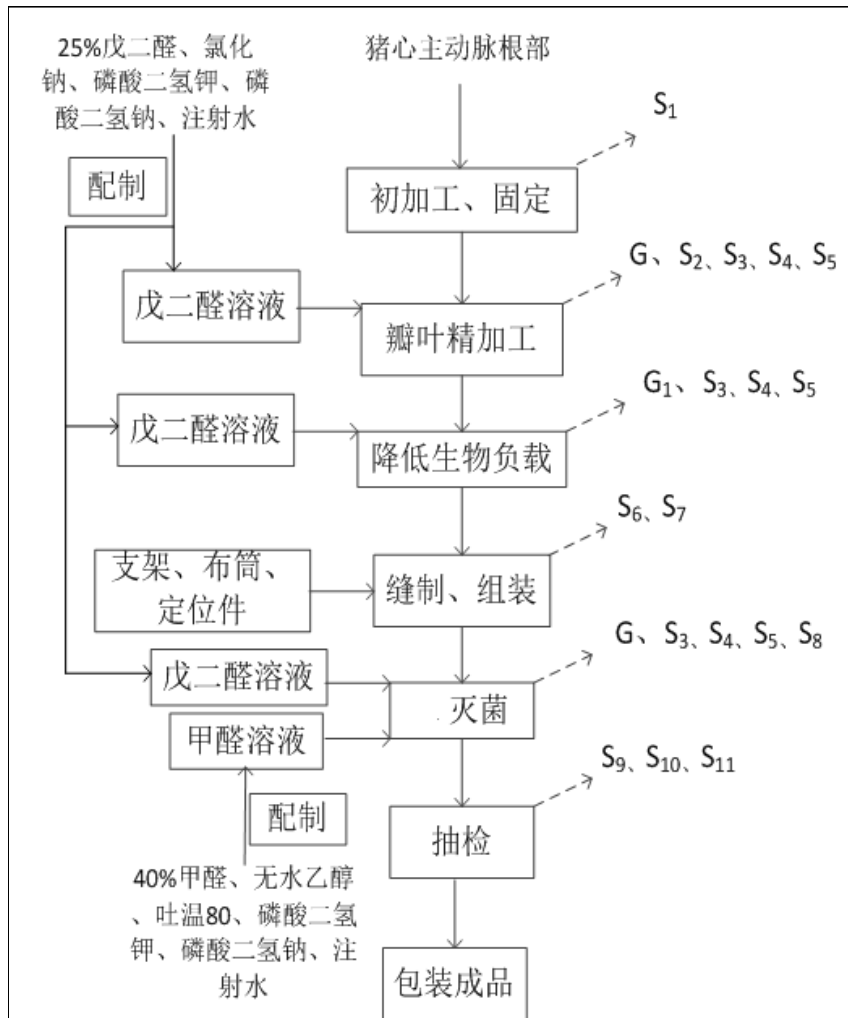 25%戊二醛、氯化
钠、磷酸二氢钾、磷
酸二氢钠、注射水
猪心主动脉根部
S₁
配制
初加工、固定
G、S₂、S₃、S₄、S₅
戊二醛溶液
瓣叶精加工
G₁、S₃、S₄、S₅
戊二醛溶液
降低生物负载
S₆、S₇
支架、布筒、
定位件
缝制、组装
G、S₃、S₄、S₅、S₈
戊二醛溶液
灭菌
甲醛溶液
S₉、S₁₀、S₁₁
配制
抽检
40%甲醛、无水乙醇
、吐温80、磷酸二氢
钾、磷酸二氢钠、注
射水
包装成品